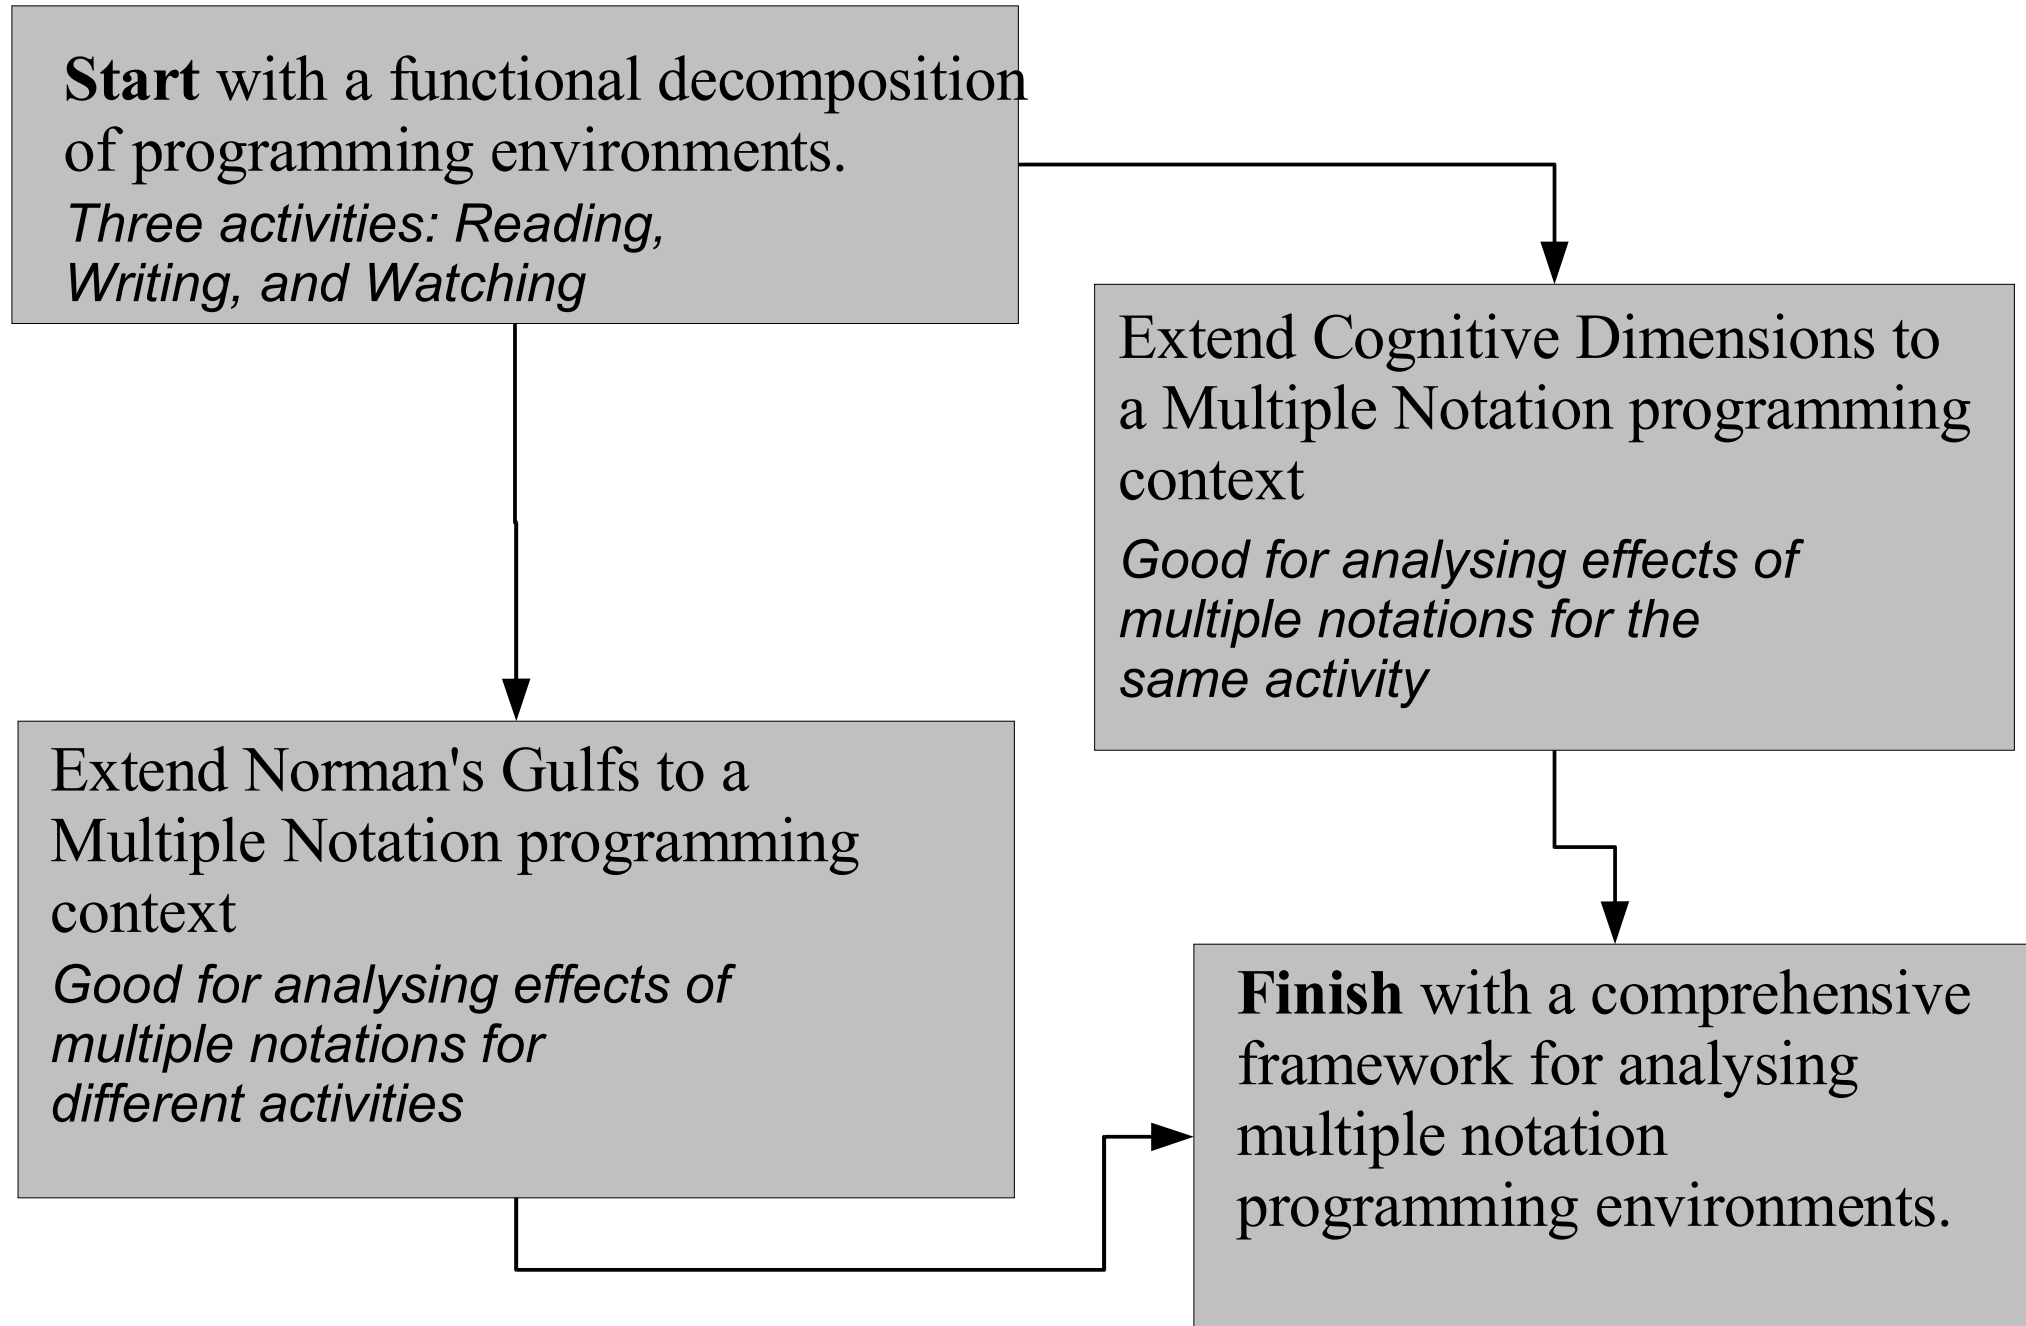 Start with a functional decomposition
of programming environments.
Three activities: Reading,
Writing, and Watching
Extend Cognitive Dimensions to
a Multiple Notation programming
context
Good for analysing effects of
multiple notations for the
same activity
Extend Norman's Gulfs to a
Multiple Notation programming
context
Good for analysing effects of
multiple notations for
different activities
Finish with a comprehensive
framework for analysing
multiple notation
programming environments.